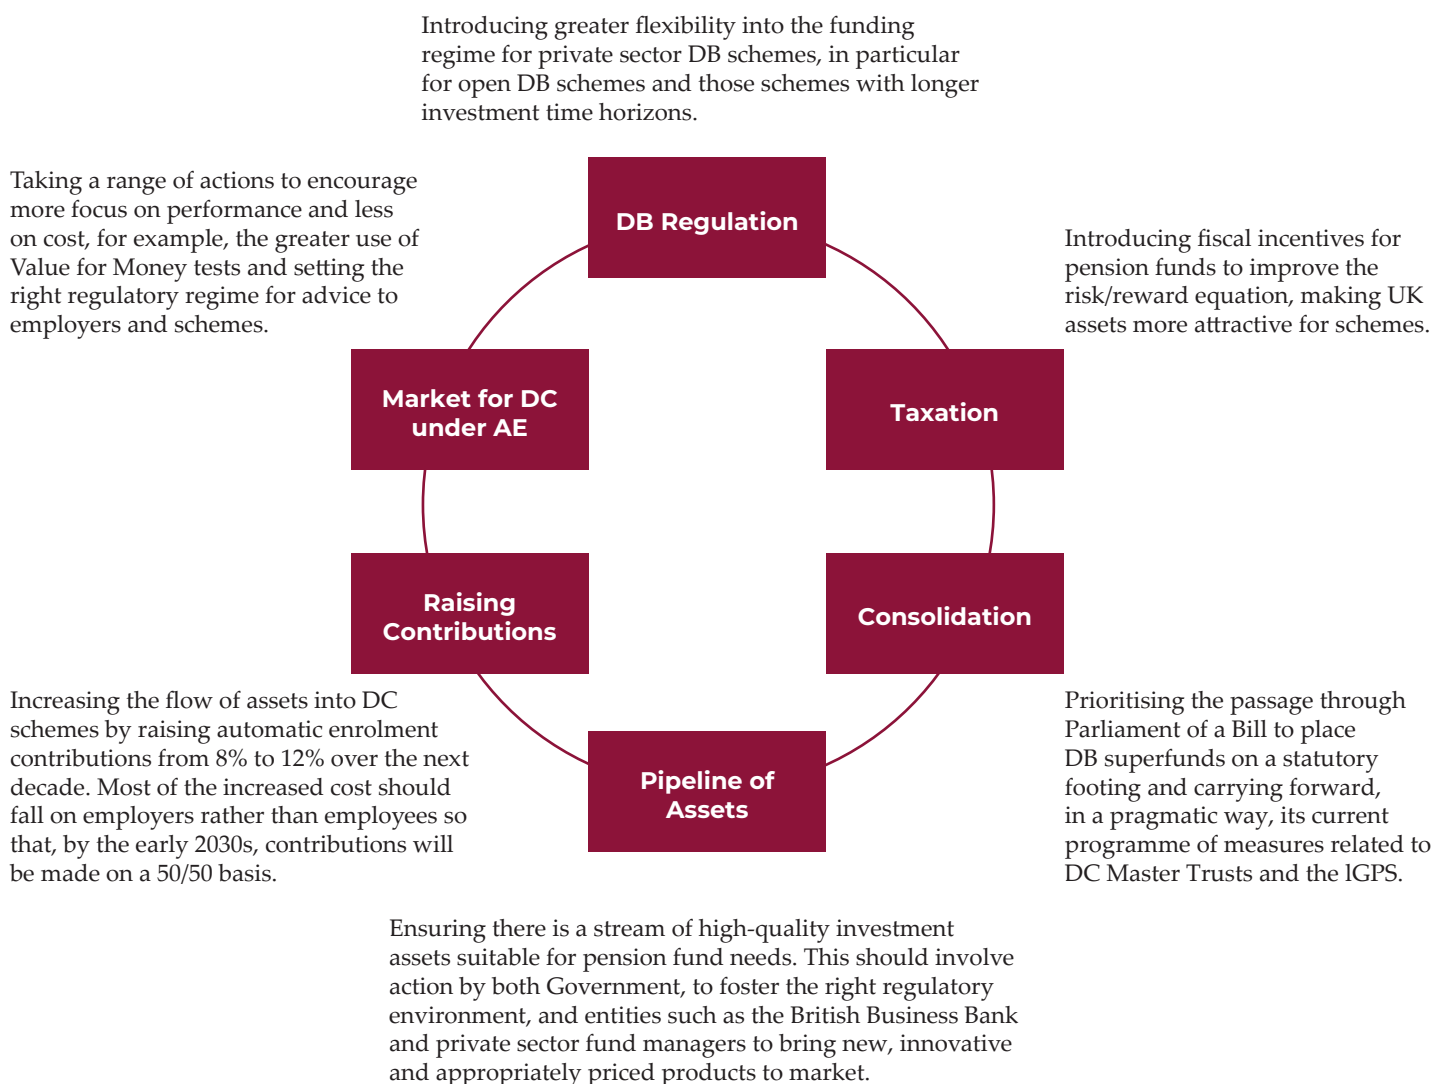 Introducing greater flexibility into the funding
regime for private sector DB schemes, in particular
for open DB schemes and those schemes with longer
investment time horizons.
DB Regulation
Taking a range of actions to encourage
more focus on performance and less
on cost, for example, the greater use of
Value for Money tests and setting the
right regulatory regime for advice to
employers and schemes.
Introducing fiscal incentives for
pension funds to improve the
risk/reward equation, making UK
assets more attractive for schemes.
Market for DC
under AE
Taxation
Raising
Contributions
Consolidation
Increasing the flow of assets into DC
schemes by raising automatic enrolment
contributions from 8% to 12% over the next
decade. Most of the increased cost should
fall on employers rather than employees so
that, by the early 2030s, contributions will
be made on a 50/50 basis.
Prioritising the passage through
Parliament of a Bill to place
DB superfunds on a statutory
footing and carrying forward,
in a pragmatic way, its current
programme of measures related to
DC Master Trusts and the lGPS.
Pipeline of
Assets
Ensuring there is a stream of high-quality investment
assets suitable for pension fund needs. This should involve
action by both Government, to foster the right regulatory
environment, and entities such as the British Business Bank
and private sector fund managers to bring new, innovative
and appropriately priced products to market.